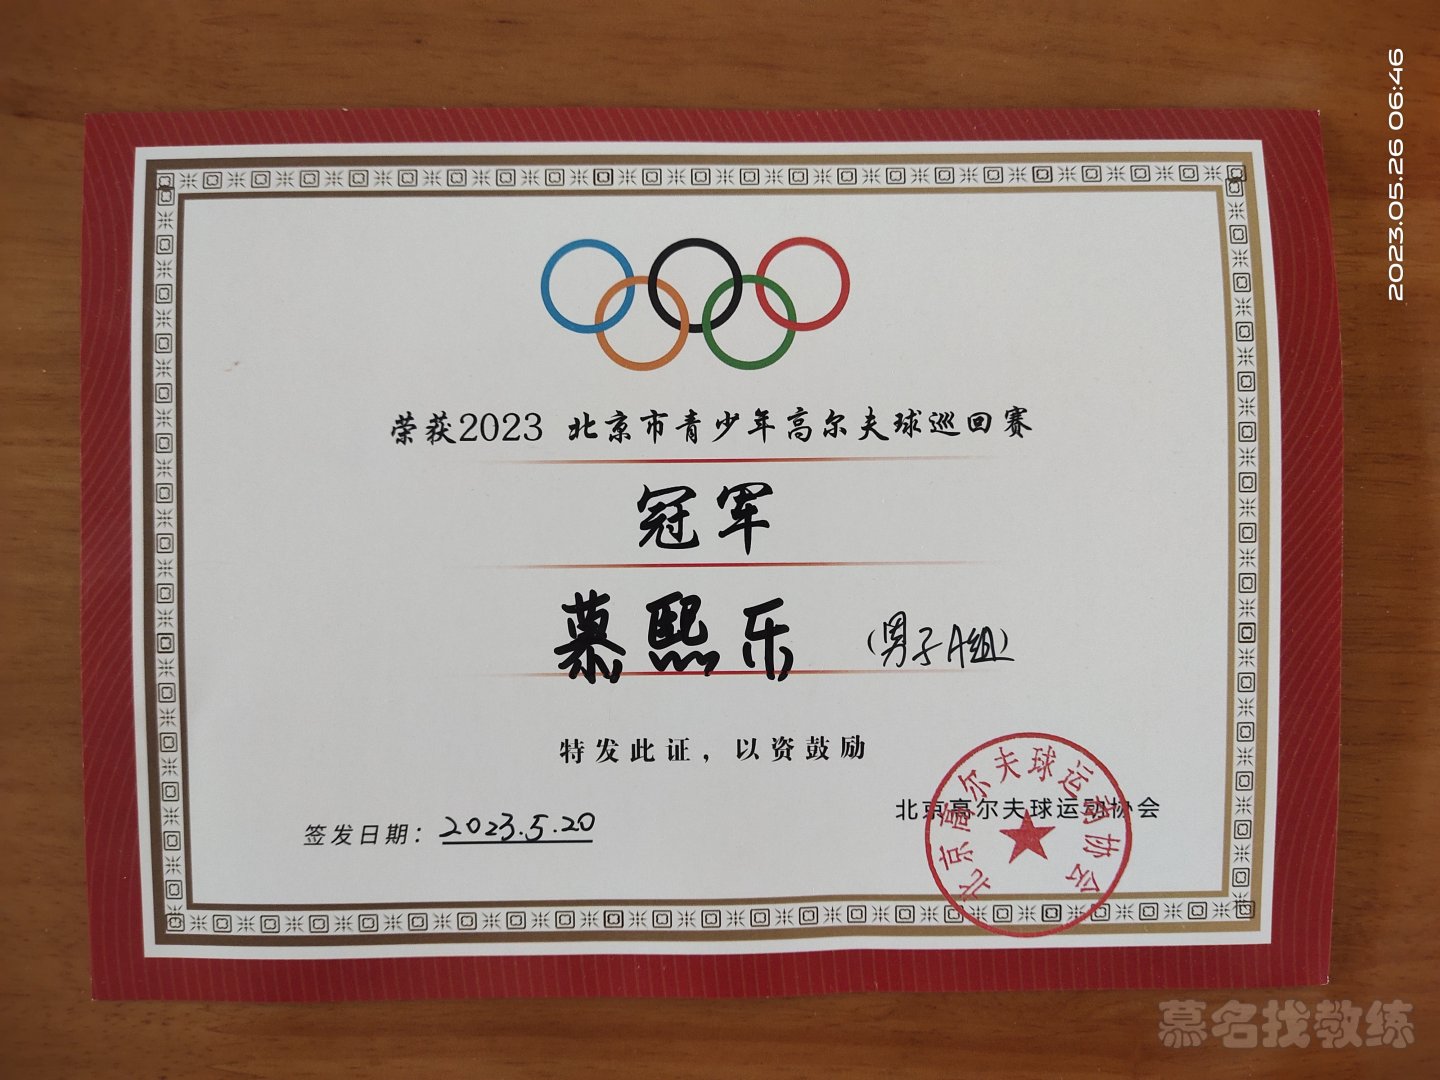 荣获2023 北京市青少年高尔夫球巡回赛
冠军
慕熙乐 (男子A组)
特发此证，以资鼓励
北京高尔夫球运动协会
签发日期：2023.5.20
北京高尔夫球运动协会
2023.05.26 06:46
慕名找教练